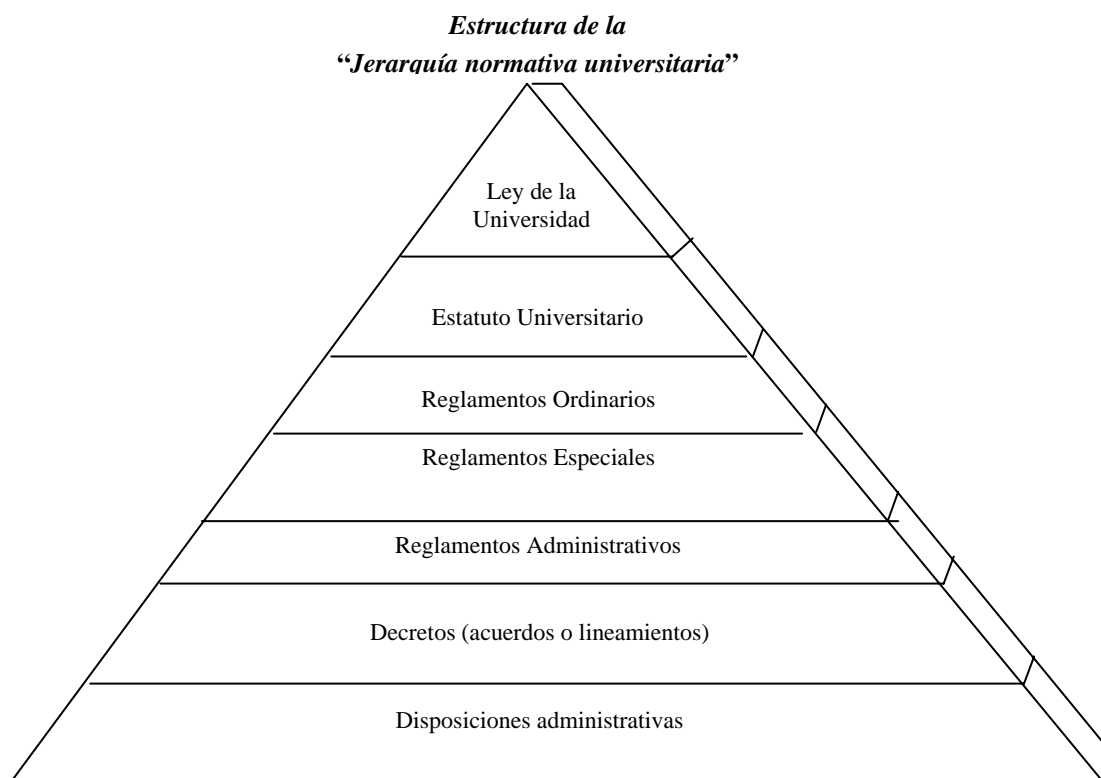 Estructura de la
“Jerarquía normativa universitaria”
Ley de la
Universidad
Estatuto Universitario
Reglamentos Ordinarios
Reglamentos Especiales
Reglamentos Administrativos
Decretos (acuerdos o lineamientos)
Disposiciones administrativas